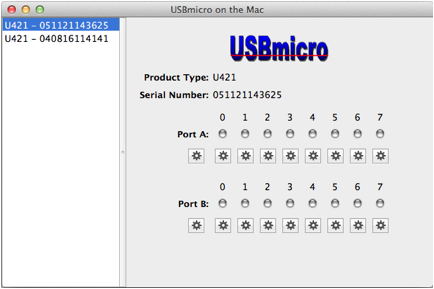 USBmicro on the Mac
U421 – 051121143625
U421 – 040816114141
USBmicro
Product Type: U421
Serial Number: 051121143625
0 1 2 3 4 5 6 7
Port A:
0 1 2 3 4 5 6 7
Port B: